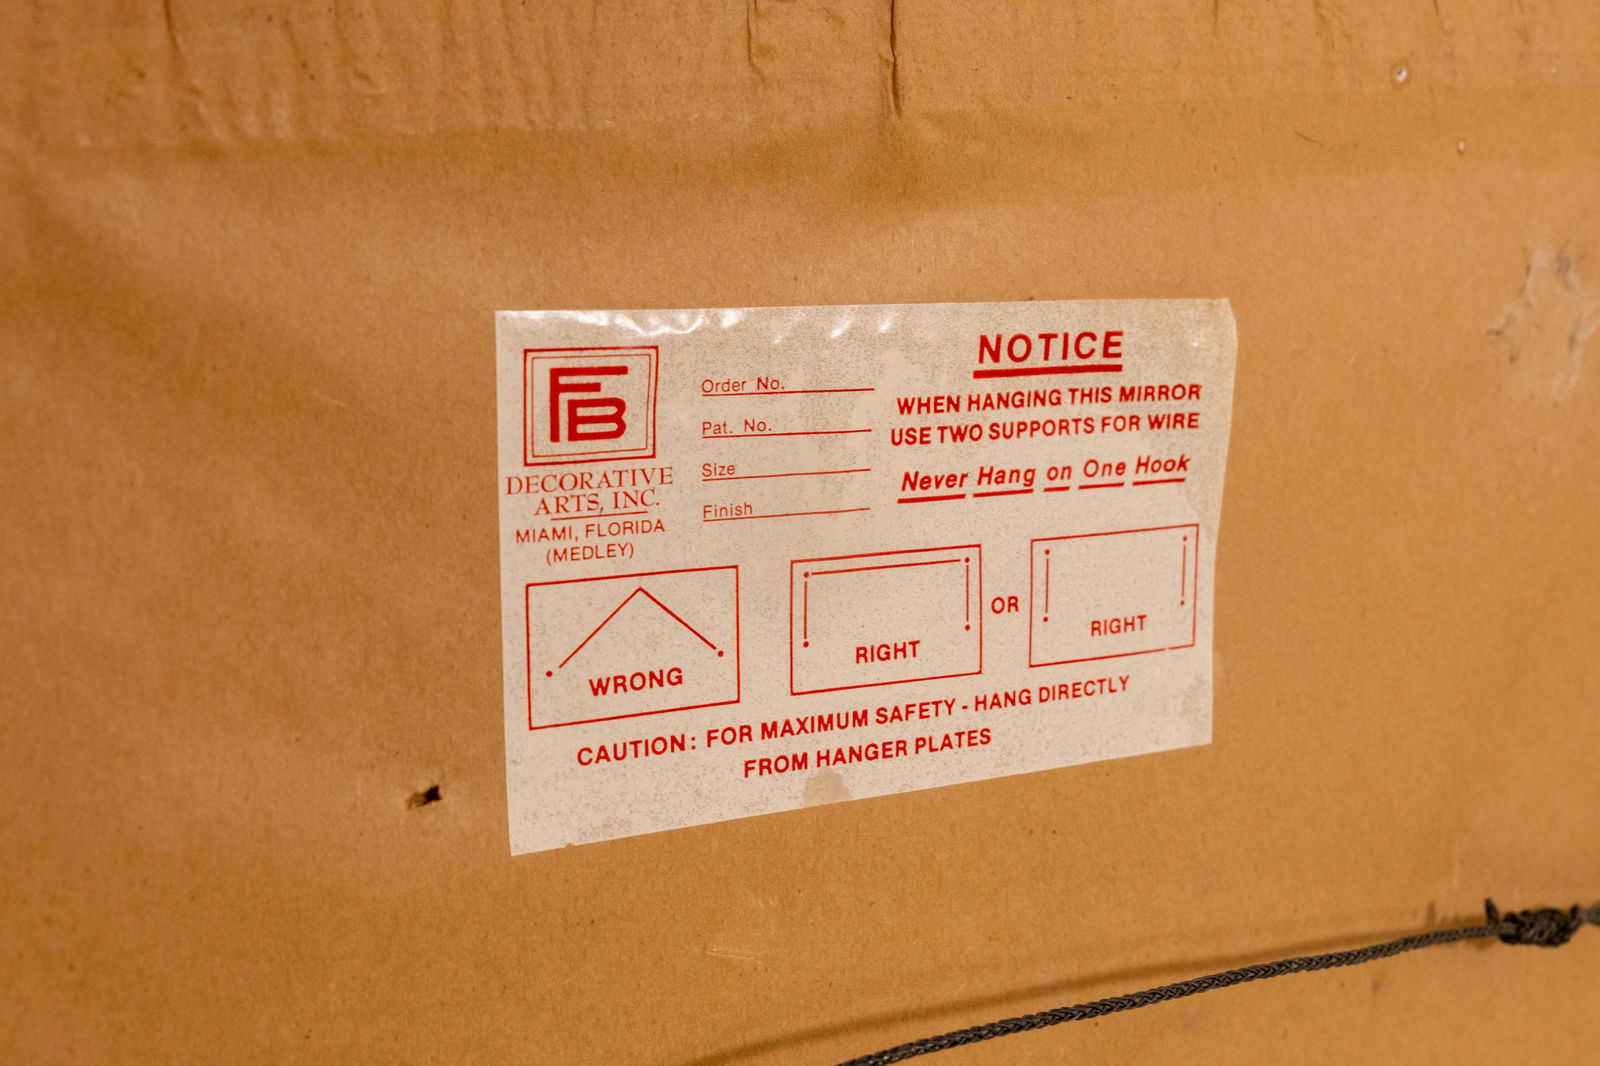 FB
DECORATIVE
ARTS, INC.
MIAMI, FLORIDA
(MEDLEY)
Order No.
Pat. No.
Size
Finish
NOTICE
WHEN HANGING THIS MIRROR
USE TWO SUPPORTS FOR WIRE
Never Hang on One Hook
WRONG
RIGHT
OR
RIGHT
CAUTION: FOR MAXIMUM SAFETY - HANG DIRECTLY
FROM HANGER PLATES